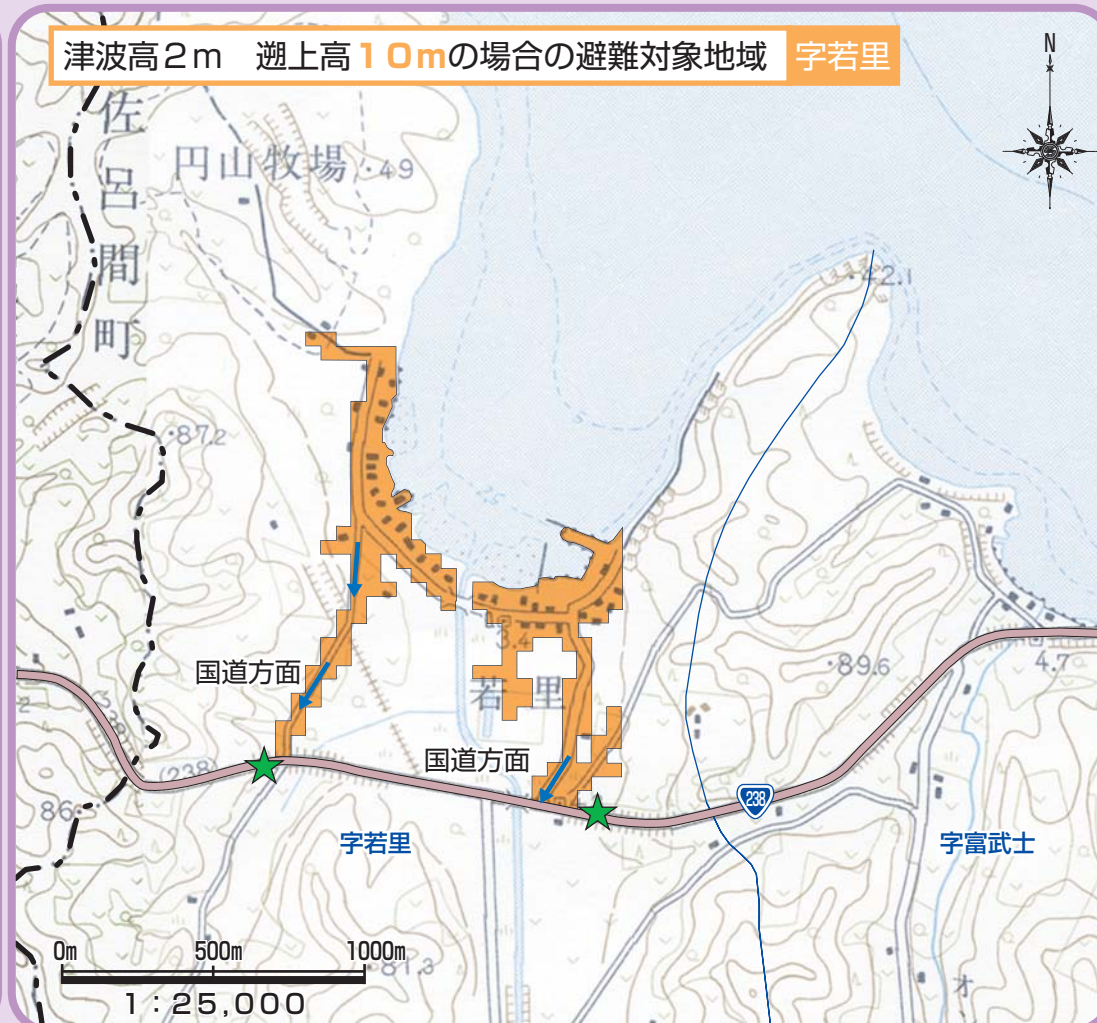 津波高2m 遡上高10mの場合の避難対象地域 字若里
N
佐呂間町
円山牧場
・49
・22.1
・87.2
5
3.4
若里
国道方面
国道方面
・89.6
4.7
(238)
238
86
字若里
字富武士
0m 500m 1000m
・81.3
1：25,000
オ